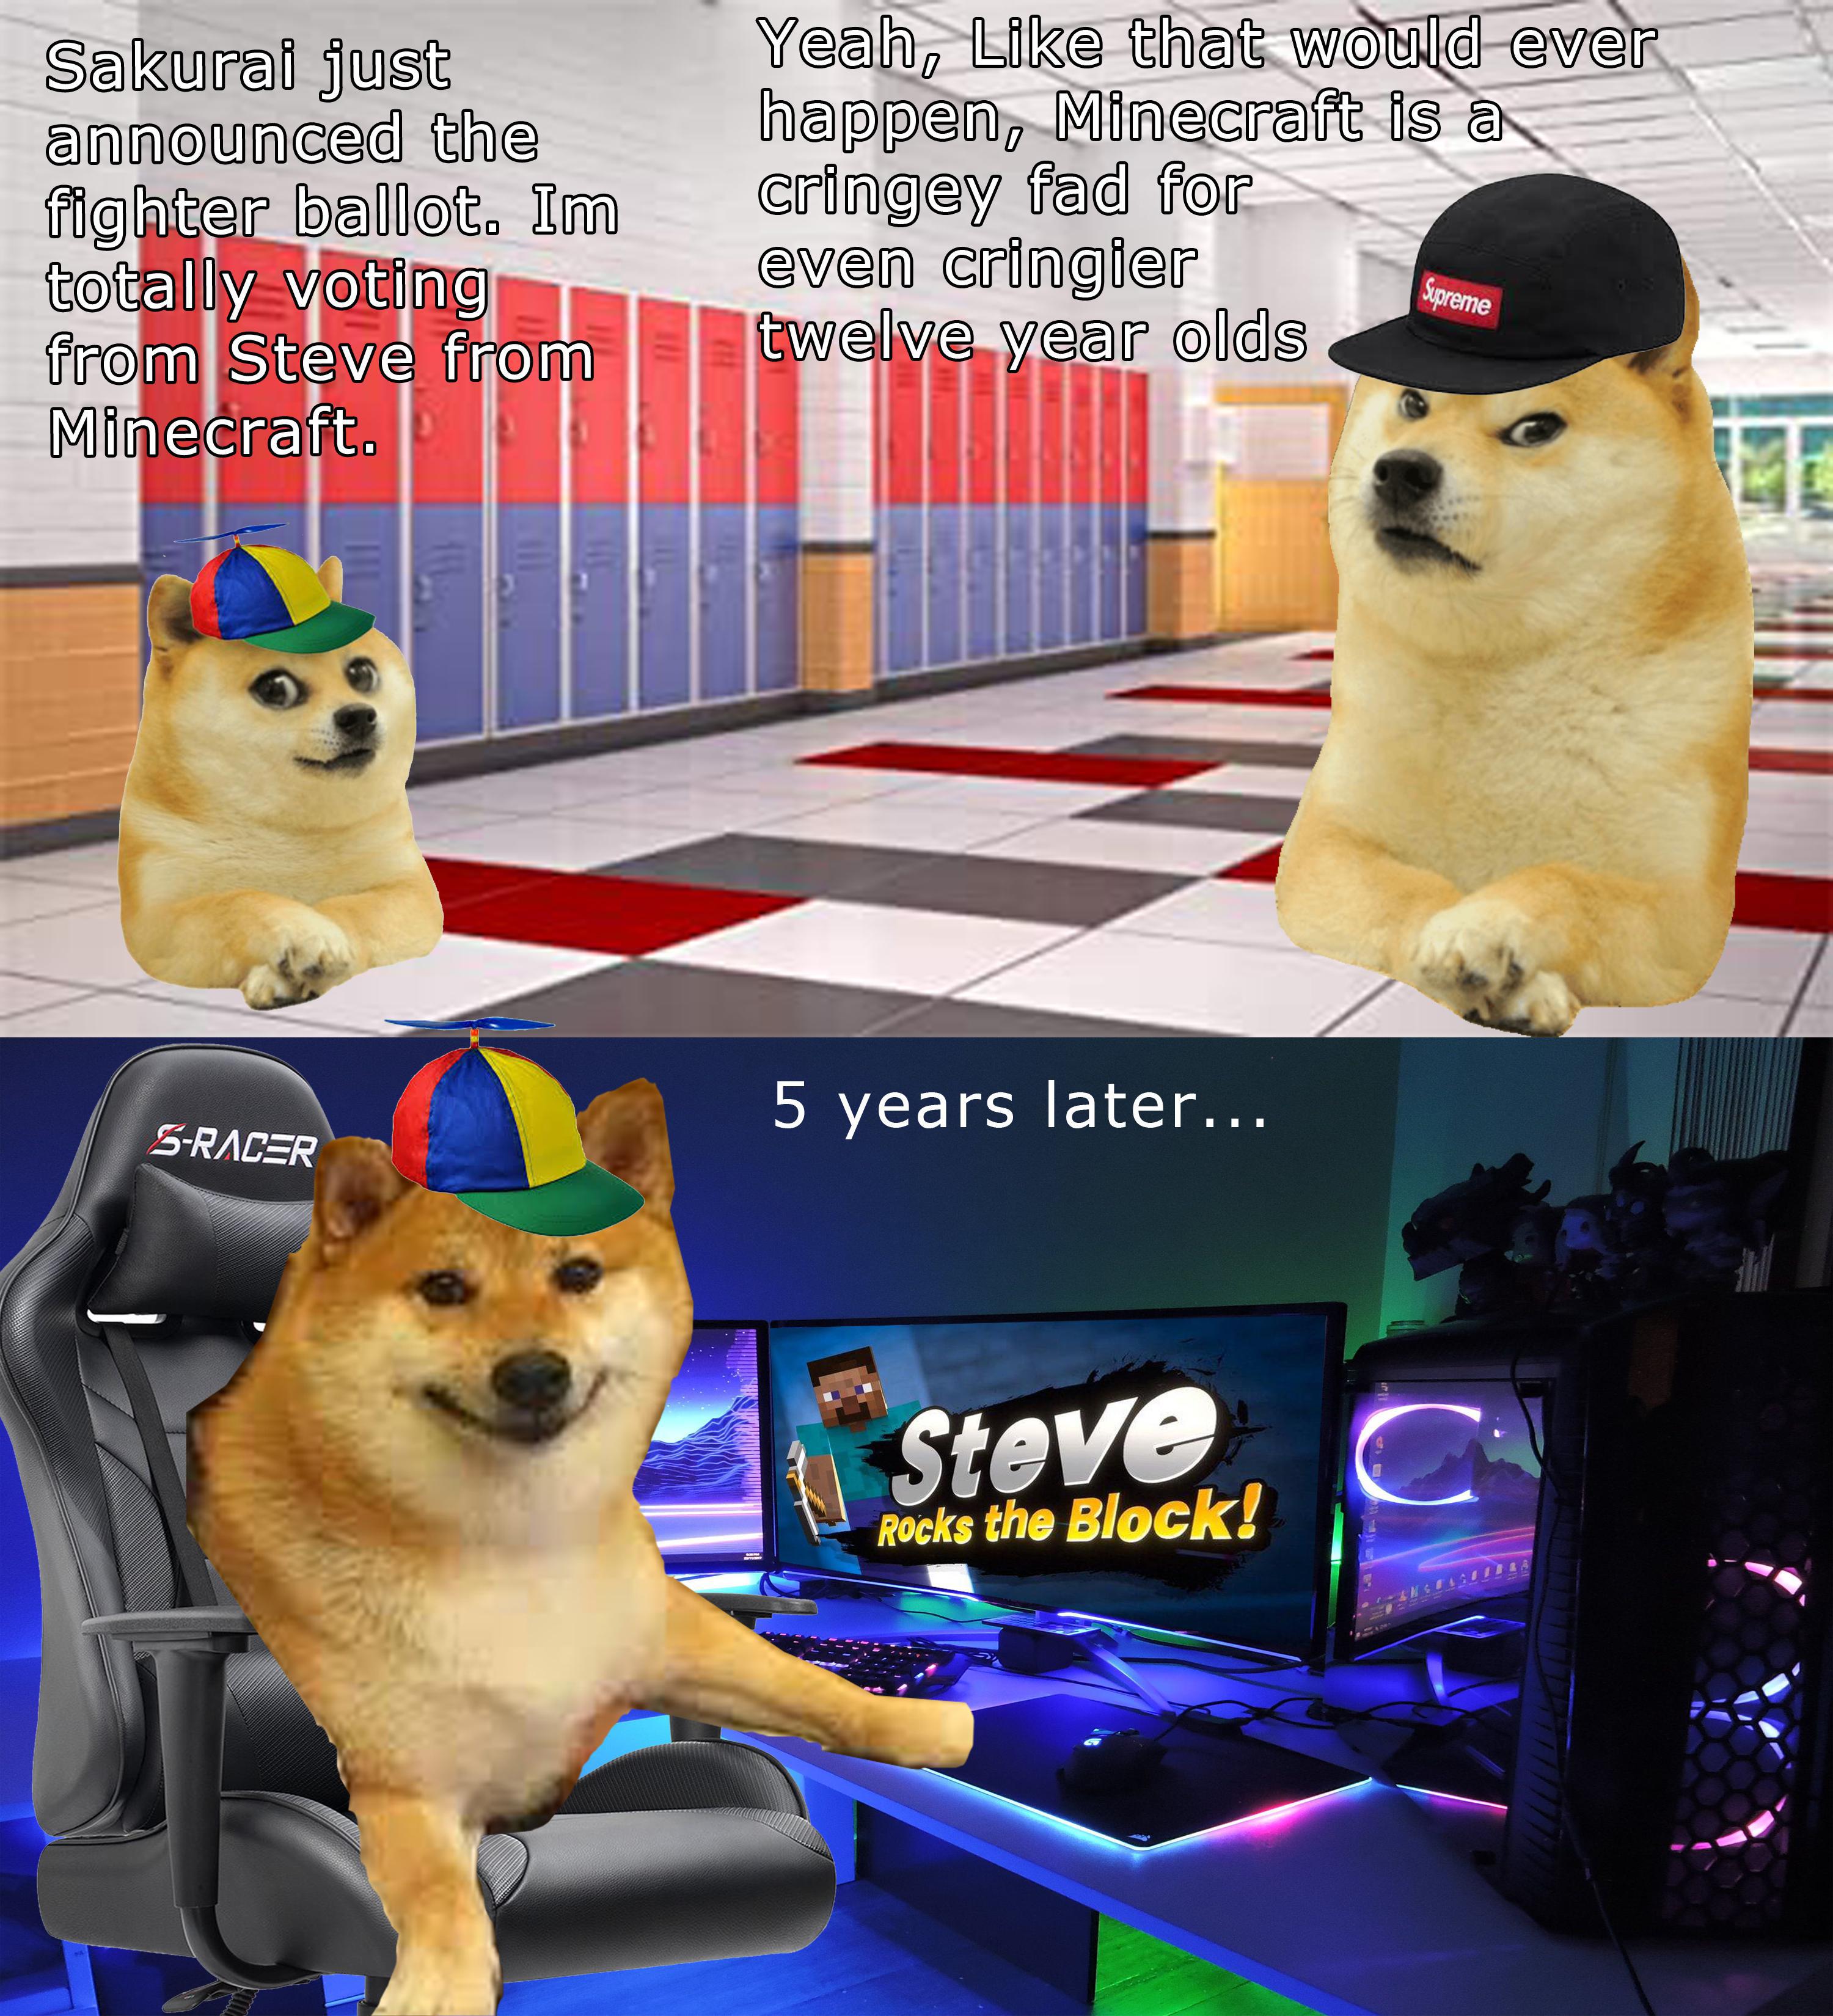 Sakurai just
announced the
fighter ballot. Im
totally voting
from Steve from
Minecraft.
Yeah, Like that would ever
happen, Minecraft is a
cringey fad for
even cringier
twelve year olds
Supreme
5 years later...
S-RACER
Steve
Rocks the Block!